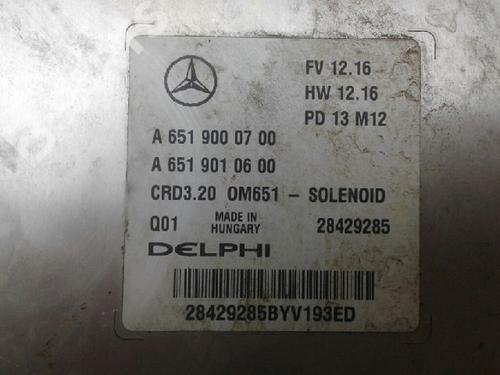 FV 12.16
HW 12.16
PD 13 M12
A 651 900 07 00
A 651 901 06 00
CRD3.20 OM651 - SOLENOID
Q01 MADE IN HUNGARY 28429285
DELPHI
28429285BYV193ED